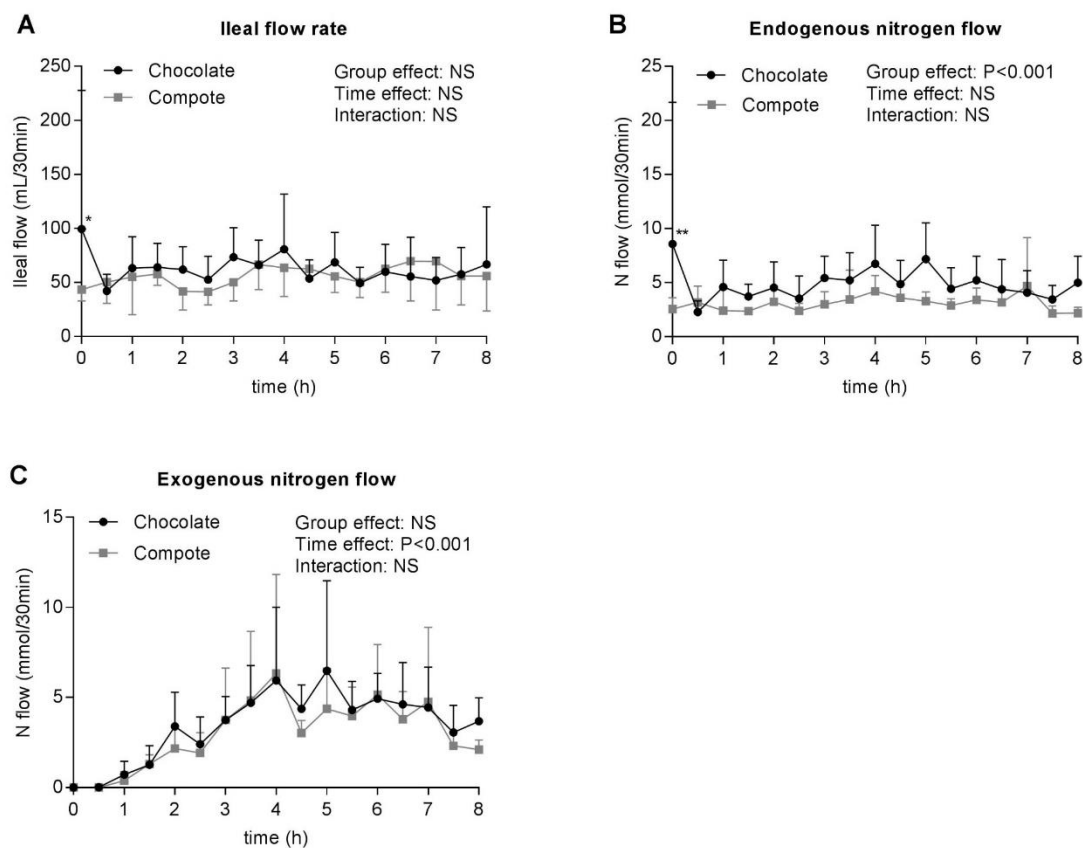 A
Ileal flow rate
Chocolate
Compote
Group effect: NS
Time effect: NS
Interaction: NS
Ileal flow (mL/30min)
250
200
150
100
50
0
*
0 1 2 3 4 5 6 7 8
time (h)
B
Endogenous nitrogen flow
Chocolate
Compote
Group effect: P<0.001
Time effect: NS
Interaction: NS
N flow (mmol/30min)
25
20
15
10
5
0
**
0 1 2 3 4 5 6 7 8
time (h)
C
Exogenous nitrogen flow
Chocolate
Compote
Group effect: NS
Time effect: P<0.001
Interaction: NS
N flow (mmol/30min)
15
10
5
0
0 1 2 3 4 5 6 7 8
time (h)